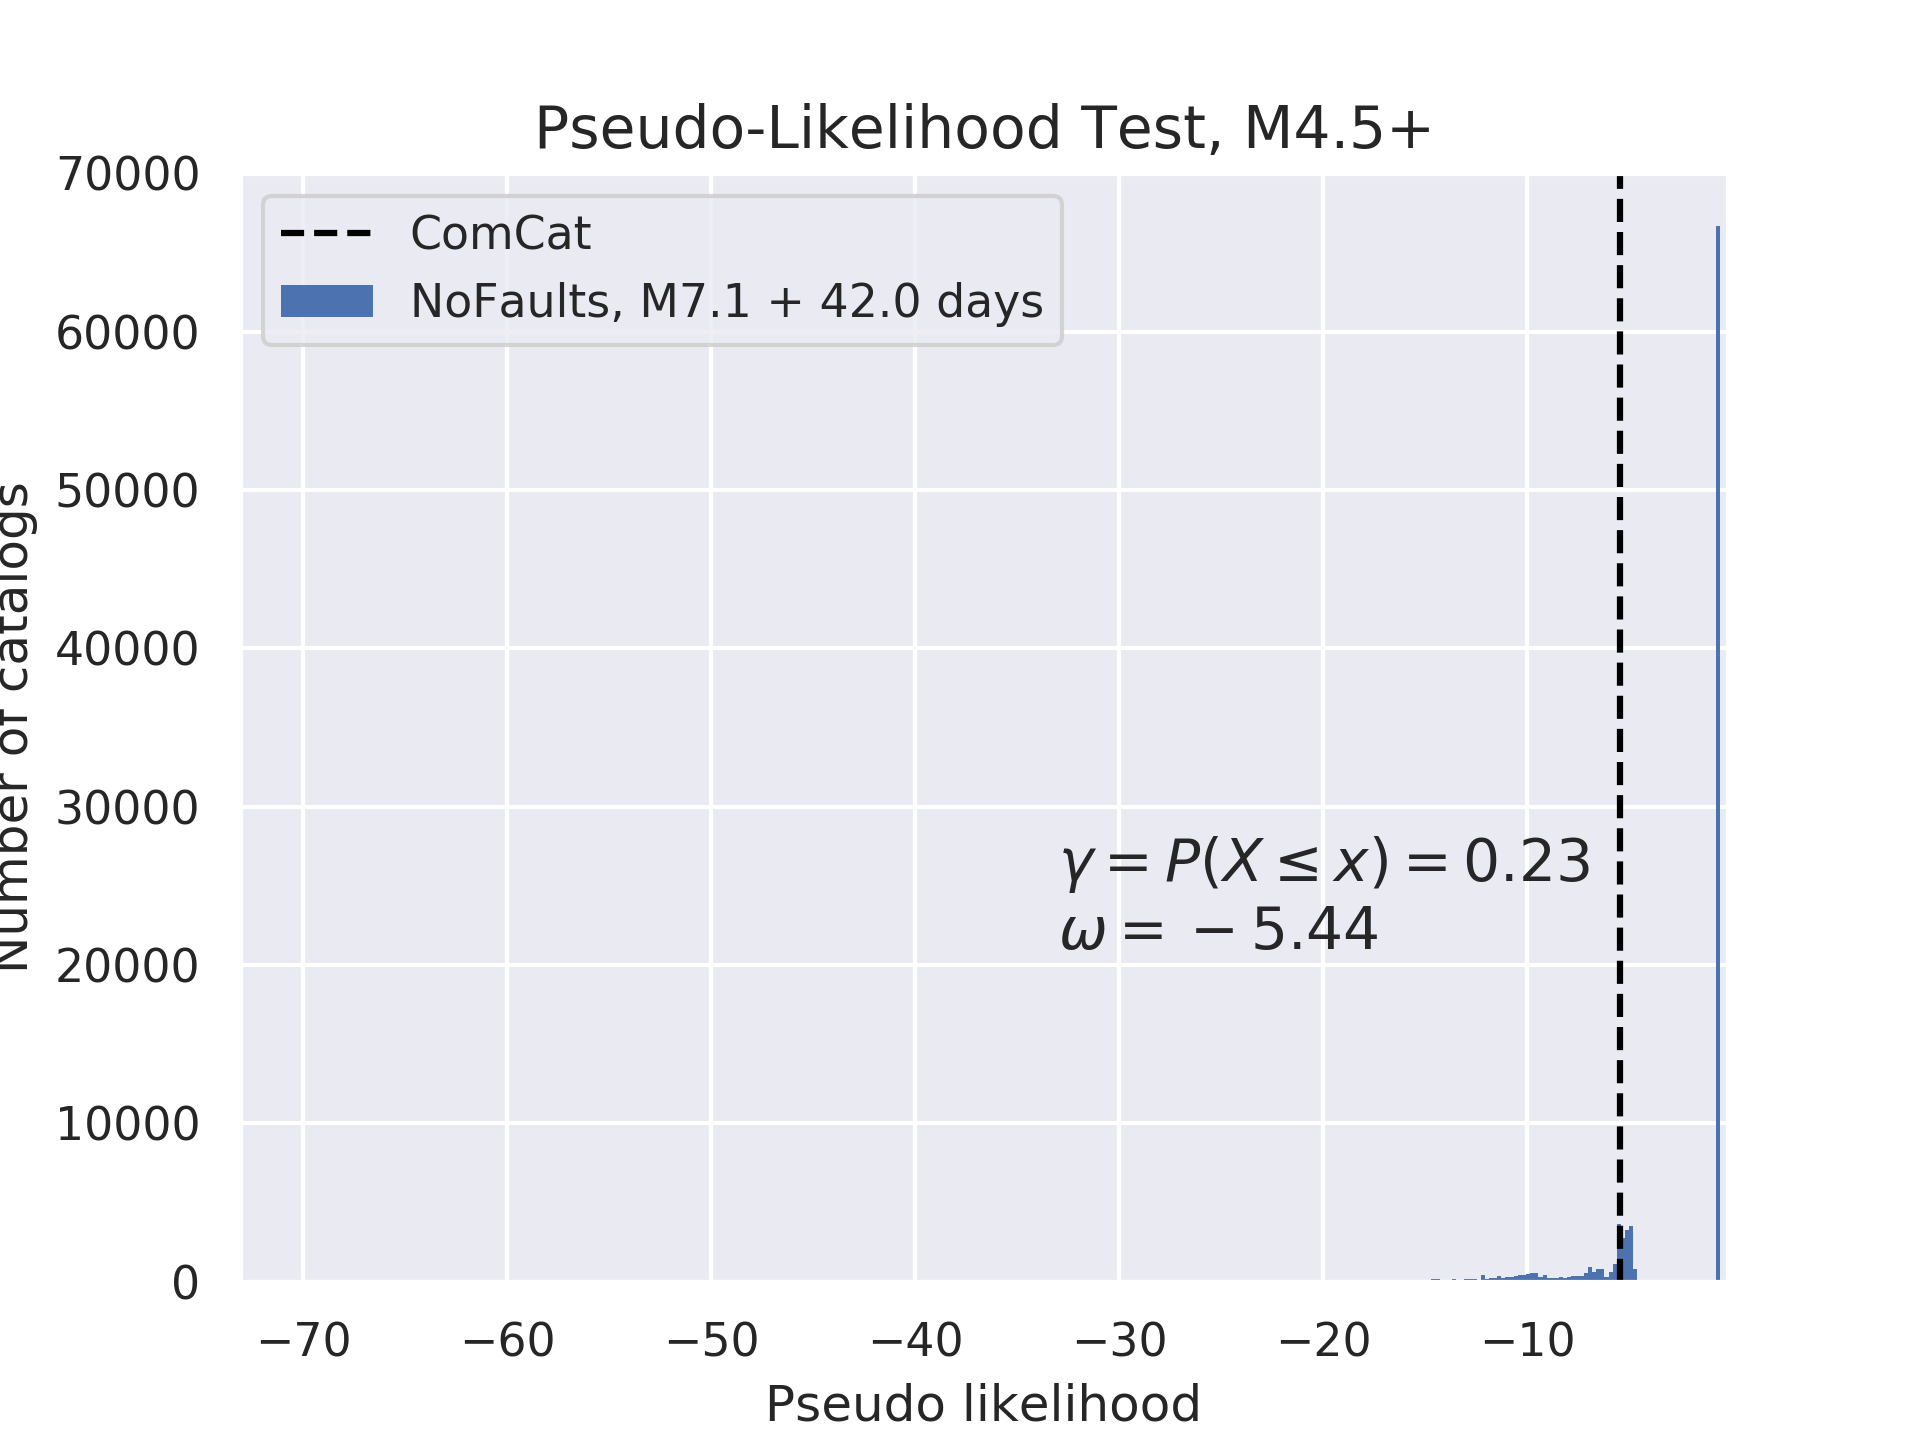 Pseudo-Likelihood Test, M4.5+
70000
60000
50000
40000
30000
20000
10000
0
Number of catalogs
ComCat
NoFaults, M7.1 + 42.0 days
γ = P(X ≤ x) = 0.23
ω = − 5.44
−70 −60 −50 −40 −30 −20 −10
Pseudo likelihood